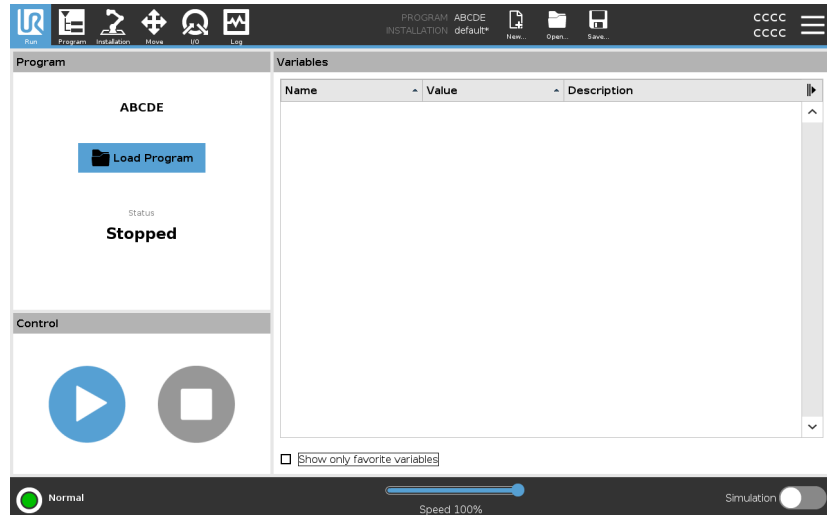 UR
Run
Program
Installation
Move
I/O
Log
PROGRAM ABCDE
INSTALLATION default*
New...
Open...
Save...
CCCC
CCCC
Program
ABCDE
Load Program
Status
Stopped
Control
Variables
Name Value Description
Show only favorite variables
Normal
Speed 100%
Simulation